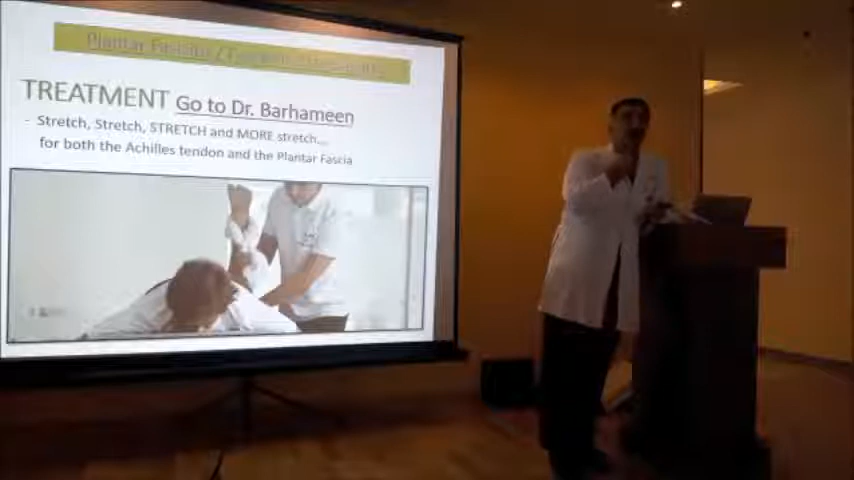 Plantar Fasciitis /
TREATMENT Go to Dr. Barhameen
- Stretch, Stretch, STRETCH and MORE stretch...
for both the Achilles tendon and the Plantar Fascia